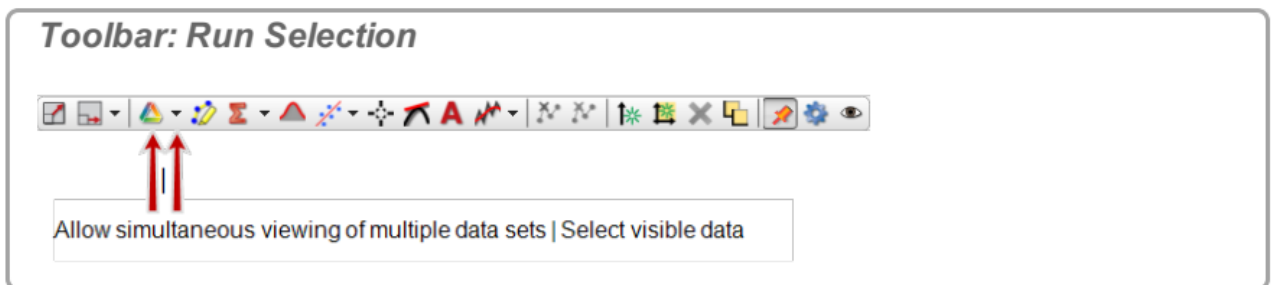 Toolbar: Run Selection
Allow simultaneous viewing of multiple data sets | Select visible data